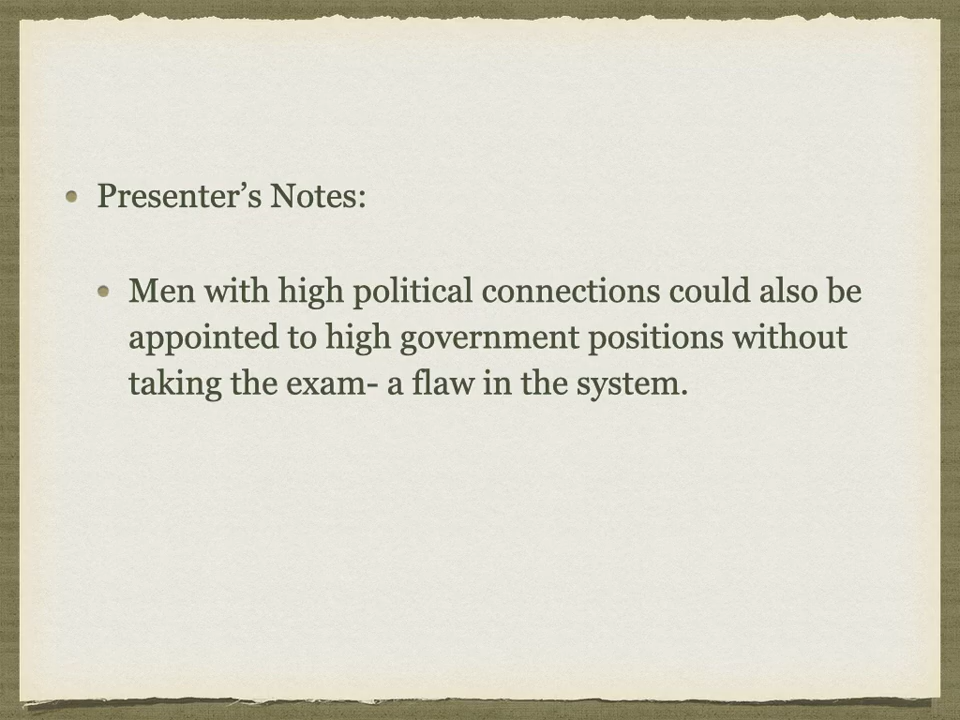 Presenter’s Notes:
Men with high political connections could also be
appointed to high government positions without
taking the exam- a flaw in the system.